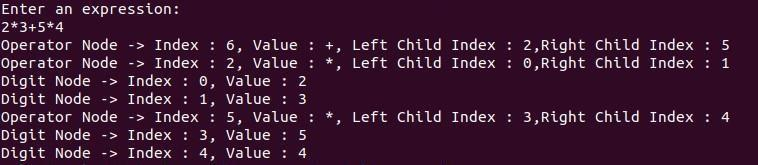 Enter an expression:
2*3+5*4
Operator Node -> Index : 6, Value : +, Left Child Index : 2,Right Child Index : 5
Operator Node -> Index : 2, Value : *, Left Child Index : 0,Right Child Index : 1
Digit Node -> Index : 0, Value : 2
Digit Node -> Index : 1, Value : 3
Operator Node -> Index : 5, Value : *, Left Child Index : 3,Right Child Index : 4
Digit Node -> Index : 3, Value : 5
Digit Node -> Index : 4, Value : 4